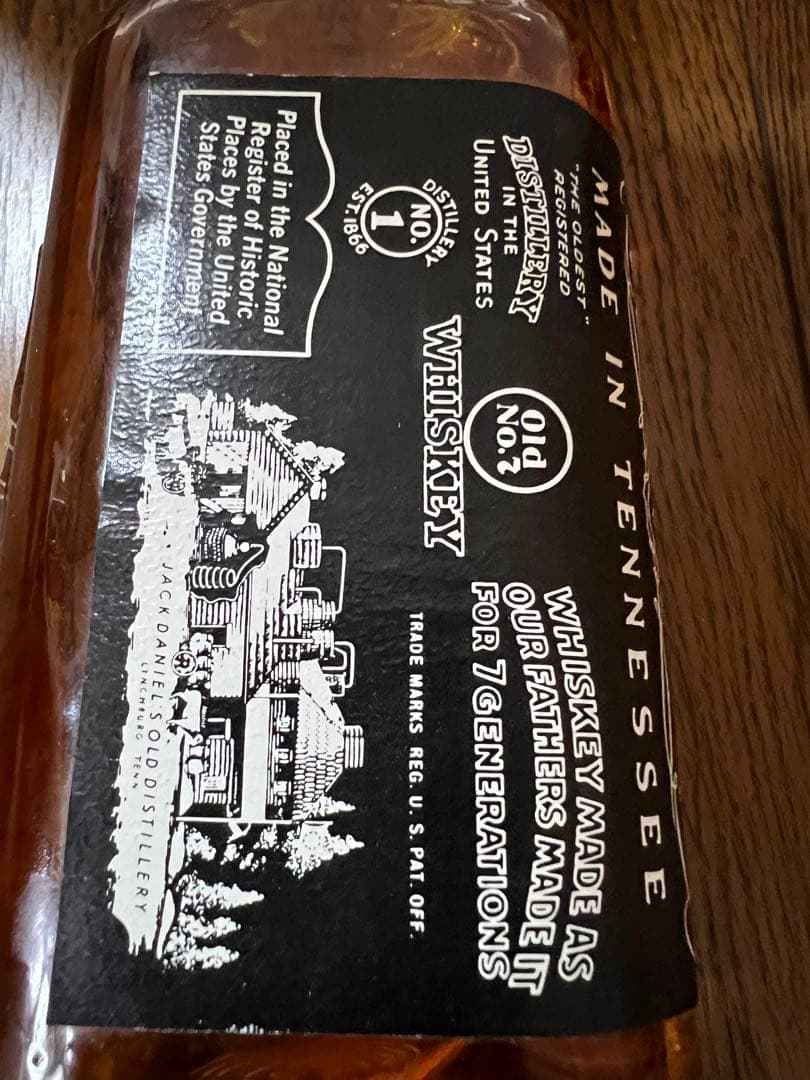 MADE IN TENNESSEE
"THE OLDEST"
REGISTERED
DISTILLERY
IN THE
UNITED STATES
DISTILLERY
NO.
1
EST. 1866
Placed in the National
Register of Historic
Places by the United
States Government
Old
No. 7
WHISKEY
WHISKEY MADE AS
OUR FATHERS MADE IT
FOR 7 GENERATIONS
TRADE MARKS REG. U. S. PAT. OFF.
JACK DANIEL'S OLD DISTILLERY
LYNCHBURG TENN